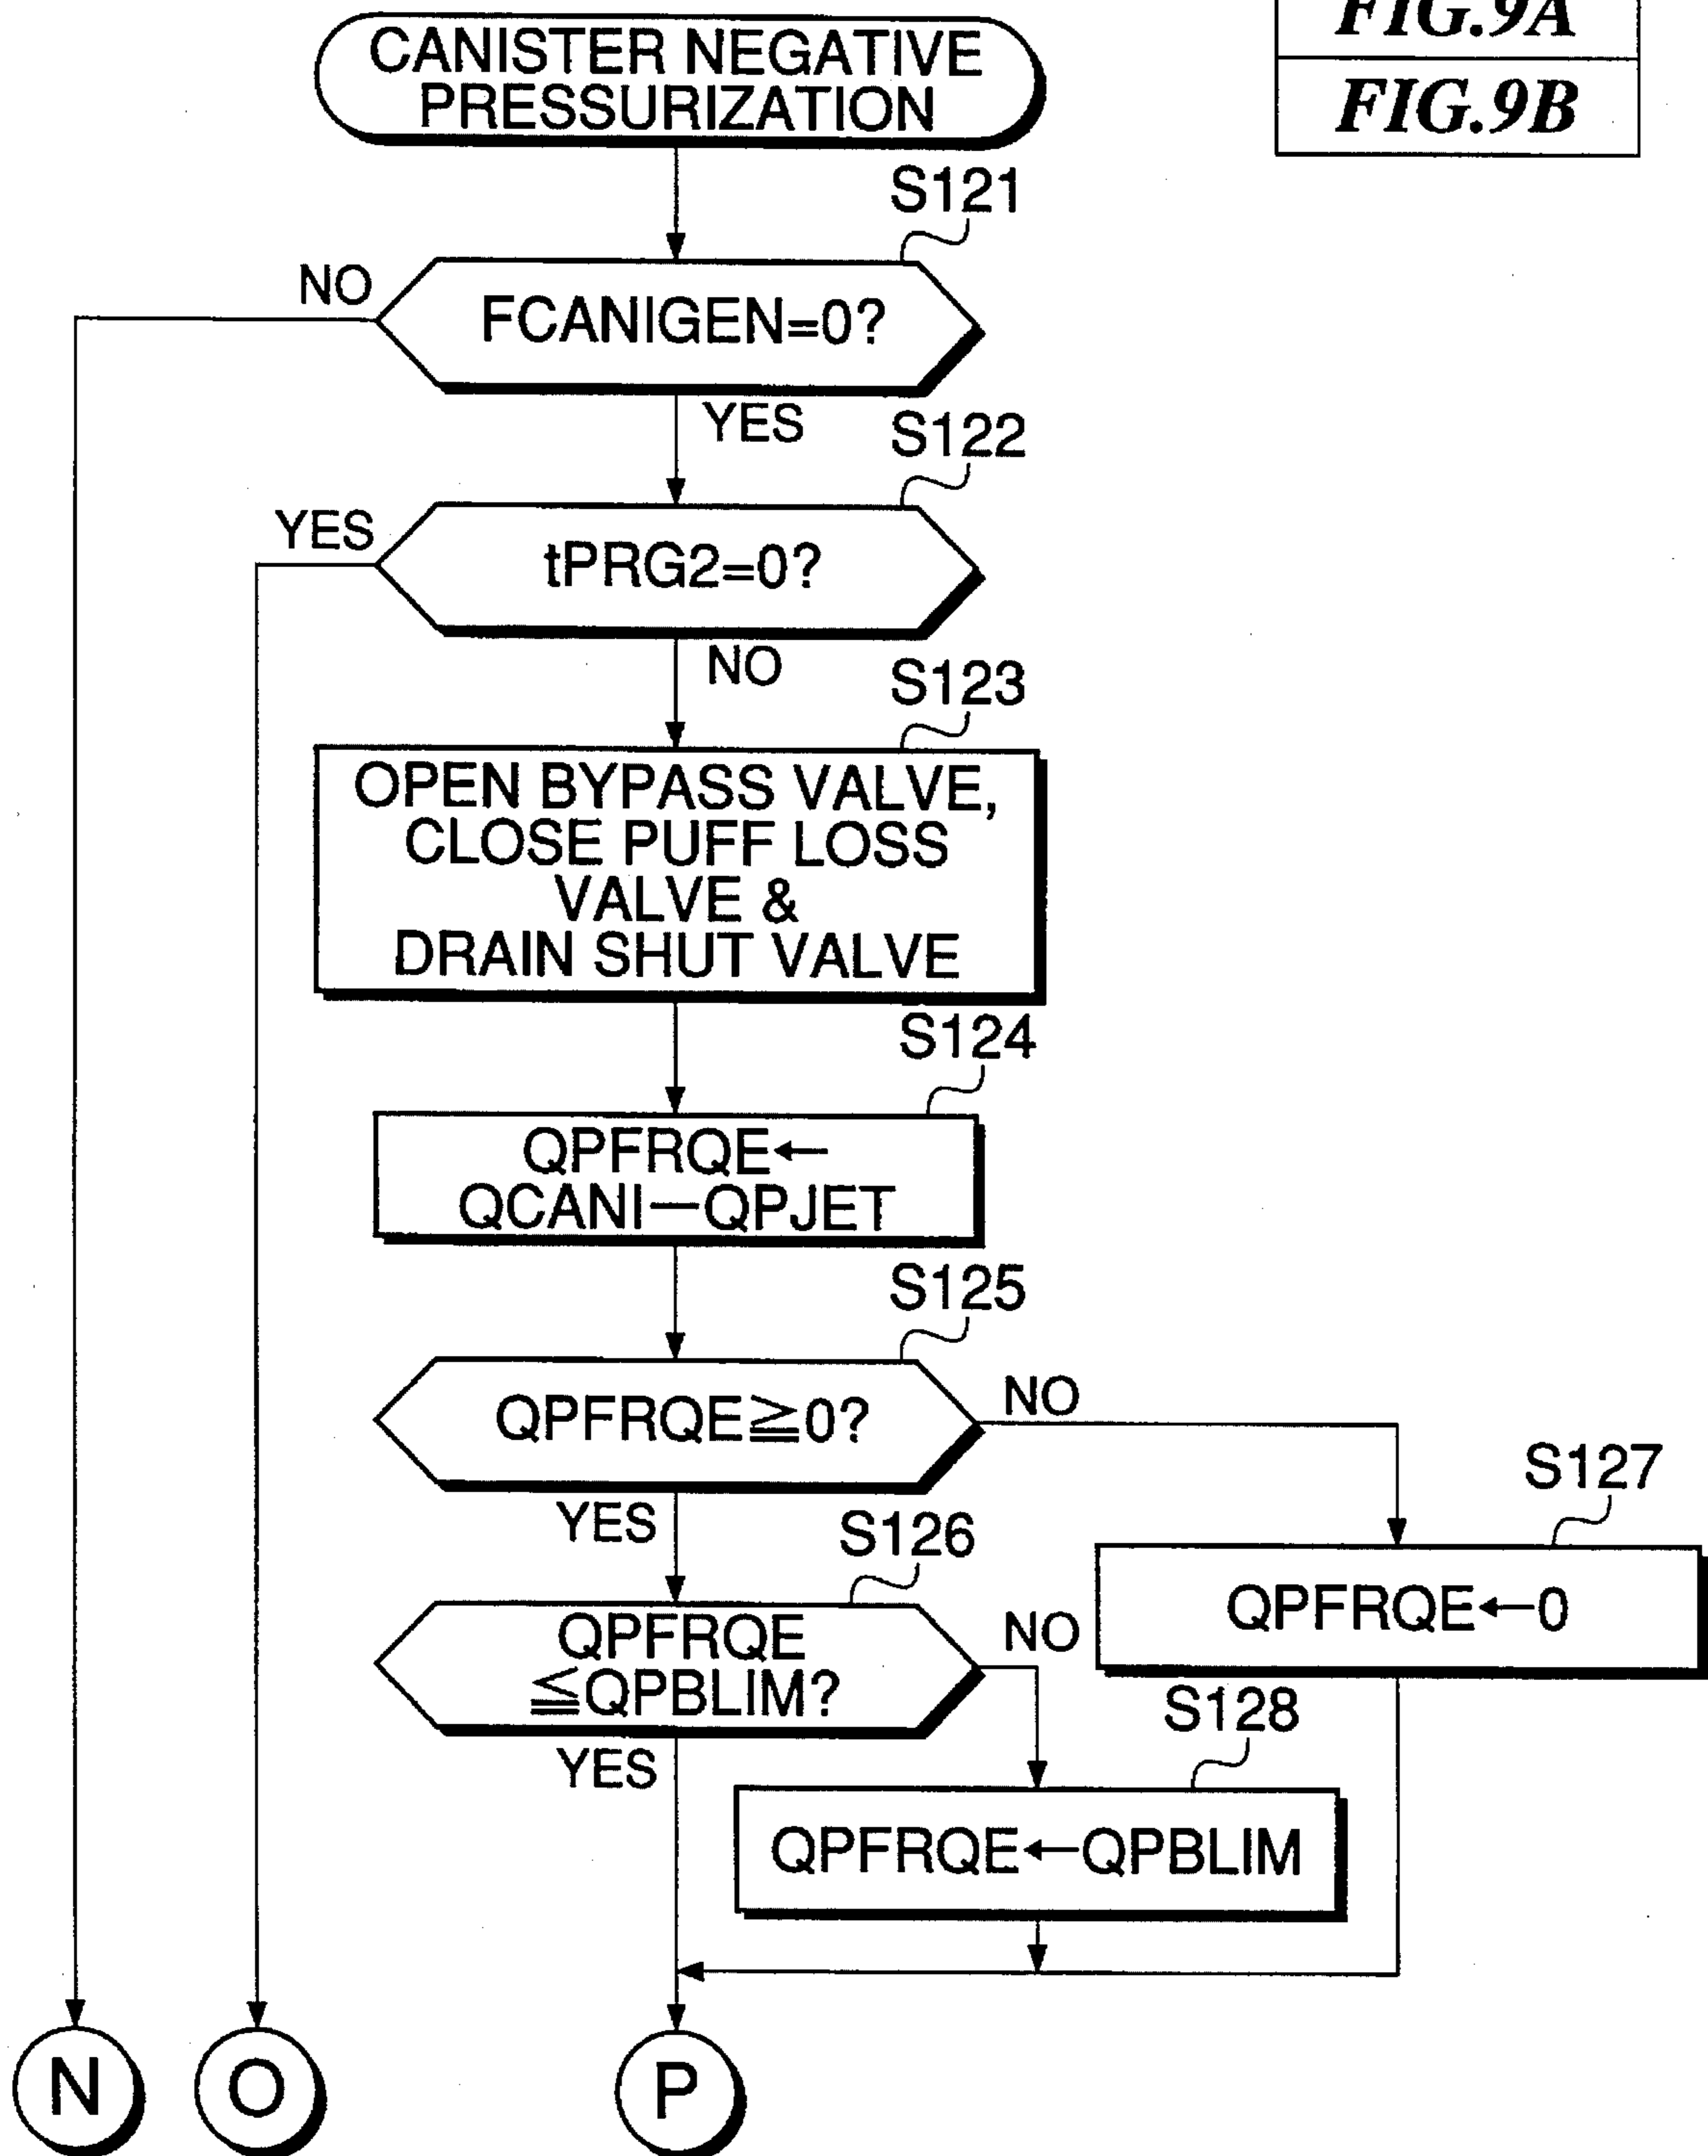 FIG.9A
FIG.9B
CANISTER NEGATIVE
PRESSURIZATION
S121
NO
FCANIGEN=0?
YES
S122
YES
tPRG2=0?
NO
S123
OPEN BYPASS VALVE,
CLOSE PUFF LOSS
VALVE &
DRAIN SHUT VALVE
S124
QPFRQE←
QCANI—QPJET
S125
QPFRQE≧0?
NO
YES
S127
QPFRQE←0
S126
QPFRQE
≦QPBLIM?
NO
YES
S128
QPFRQE←QPBLIM
N
O
P